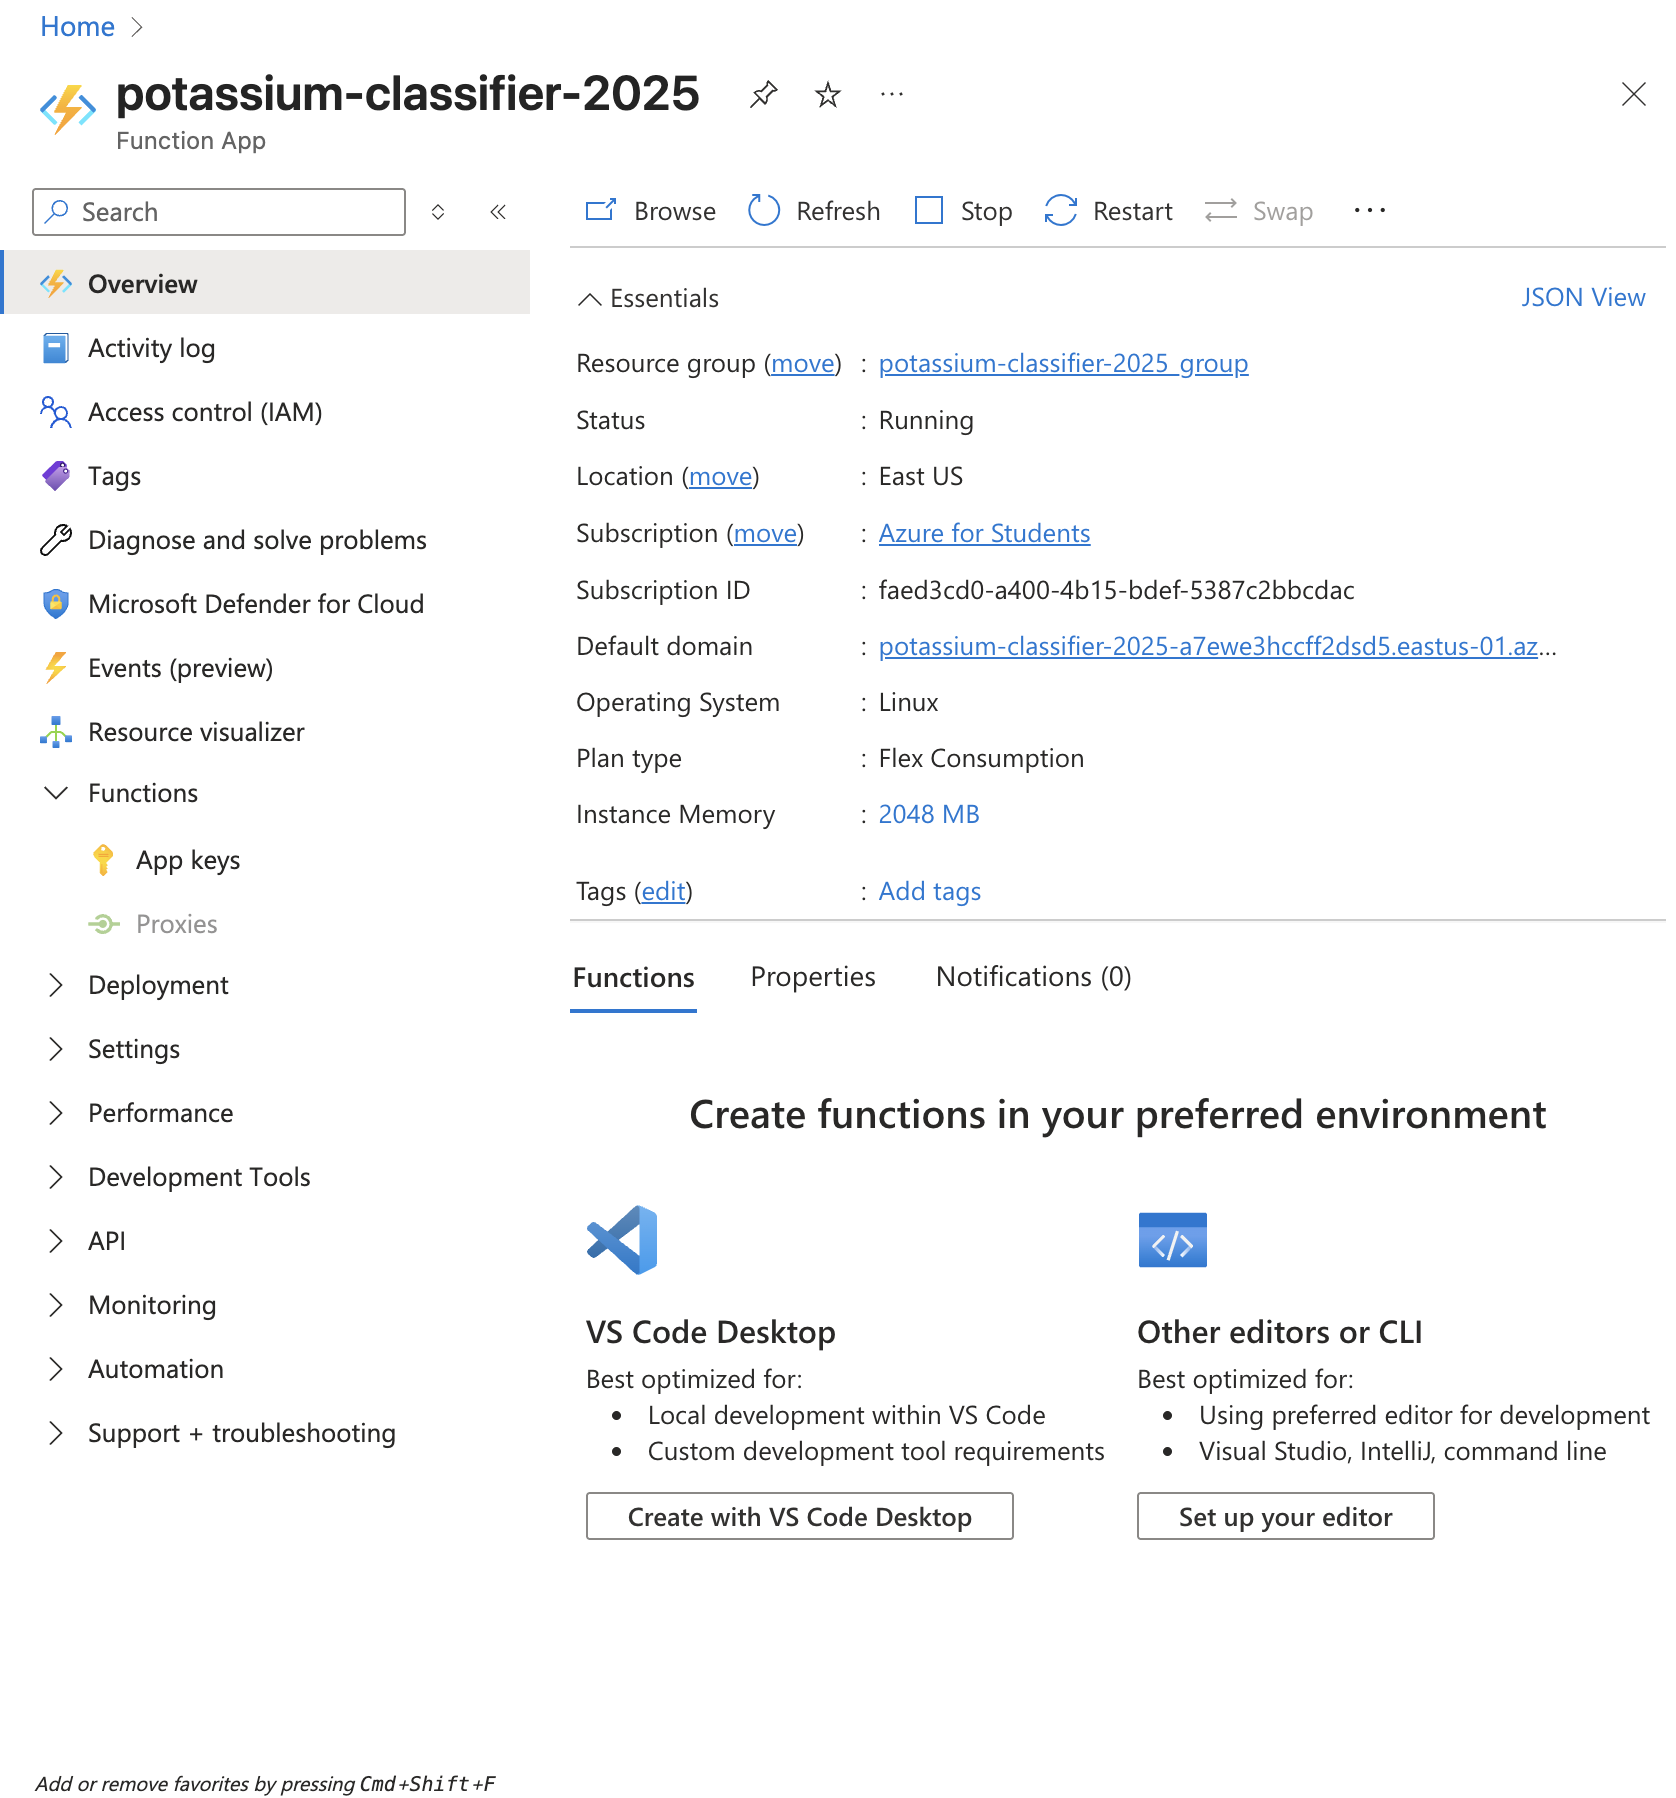 Home
potassium-classifier-2025
Function App
Search
Browse
Refresh
Stop
Restart
Swap
Overview
Activity log
Access control (IAM)
Tags
Diagnose and solve problems
Microsoft Defender for Cloud
Events (preview)
Resource visualizer
Functions
App keys
Proxies
Deployment
Settings
Performance
Development Tools
API
Monitoring
Automation
Support + troubleshooting
Essentials
JSON View
Resource group (move) : potassium-classifier-2025_group
Status : Running
Location (move) : East US
Subscription (move) : Azure for Students
Subscription ID : faed3cd0-a400-4b15-bdef-5387c2bbcdac
Default domain : potassium-classifier-2025-a7ewe3hccff2dsd5.eastus-01.az...
Operating System : Linux
Plan type : Flex Consumption
Instance Memory : 2048 MB
Tags (edit) : Add tags
Functions
Properties
Notifications (0)
Create functions in your preferred environment
VS Code Desktop
Best optimized for:
• Local development within VS Code
• Custom development tool requirements
Create with VS Code Desktop
Other editors or CLI
Best optimized for:
• Using preferred editor for development
• Visual Studio, IntelliJ, command line
Set up your editor
Add or remove favorites by pressing Cmd+Shift+F